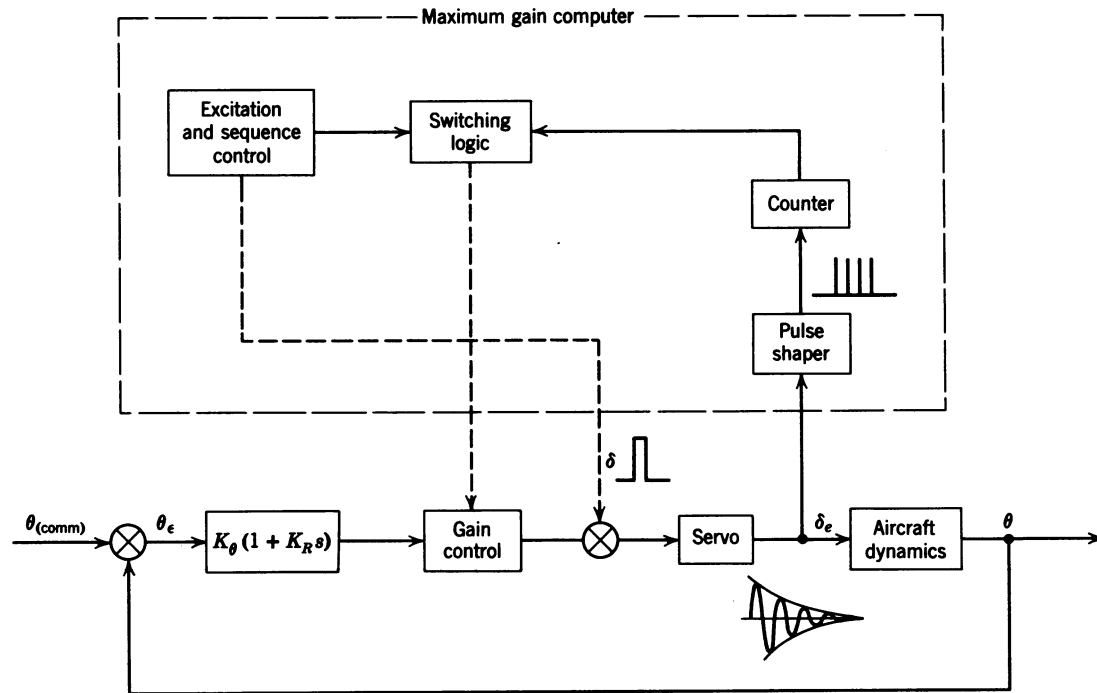 Maximum gain computer
Excitation
and sequence
control
Switching
logic
Counter
Pulse
shaper
δ
θ(comm)
θϵ
Kθ (1 + KR s)
Gain
control
Servo
δe
Aircraft
dynamics
θ